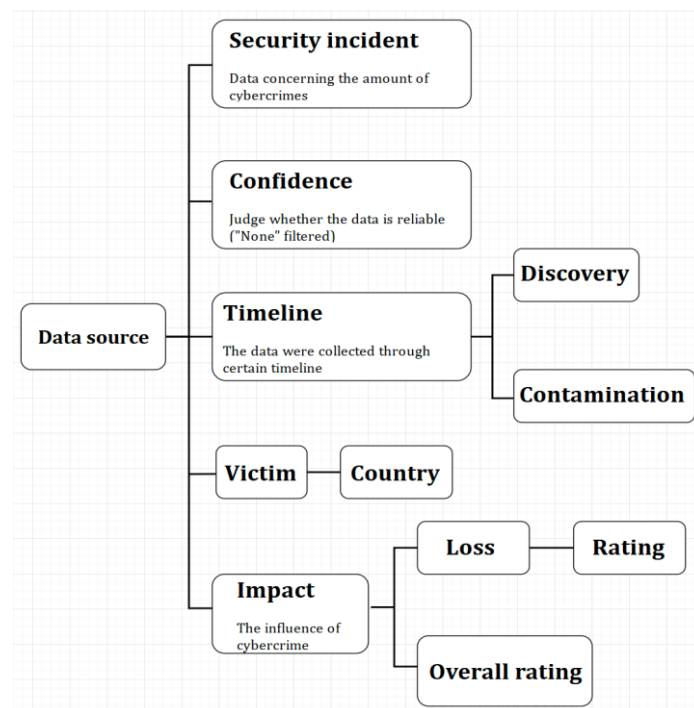 Security incident
Data concerning the amount of
cybercrimes
Confidence
Judge whether the data is reliable
("None" filtered)
Discovery
Timeline
Data source
The data were collected through
certain timeline
Contamination
Victim
Country
Loss
Rating
Impact
The influence of
cybercrime
Overall rating